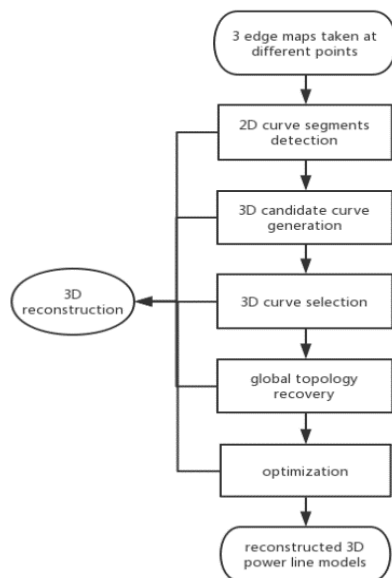 3 edge maps taken at
different points
2D curve segments
detection
3D candidate curve
generation
3D
reconstruction
3D curve selection
global topology
recovery
optimization
reconstructed 3D
power line models